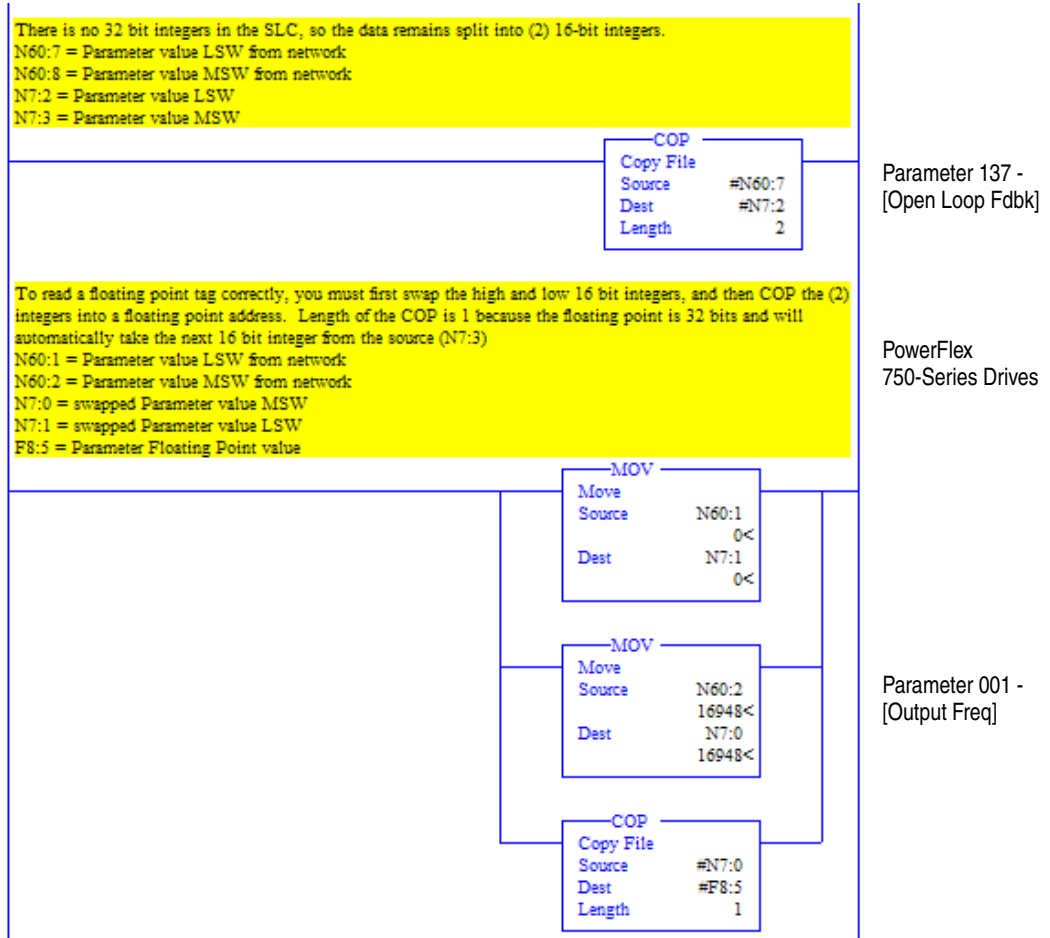 There is no 32 bit integers in the SLC, so the data remains split into (2) 16-bit integers.
N60:7 = Parameter value LSW from network
N60:8 = Parameter value MSW from network
N7:2 = Parameter value LSW
N7:3 = Parameter value MSW
COP
Copy File
Source #N60:7
Dest #N7:2
Length 2
Parameter 137 -
[Open Loop Fdbk]
To read a floating point tag correctly, you must first swap the high and low 16 bit integers, and then COP the (2)
integers into a floating point address. Length of the COP is 1 because the floating point is 32 bits and will
automatically take the next 16 bit integer from the source (N7:3)
N60:1 = Parameter value LSW from network
N60:2 = Parameter value MSW from network
N7:0 = swapped Parameter value MSW
N7:1 = swapped Parameter value LSW
F8:5 = Parameter Floating Point value
PowerFlex
750-Series Drives
MOV
Move
Source N60:1
0<
Dest N7:1
0<
MOV
Move
Source N60:2
16948<
Dest N7:0
16948<
Parameter 001 -
[Output Freq]
COP
Copy File
Source #N7:0
Dest #F8:5
Length 1